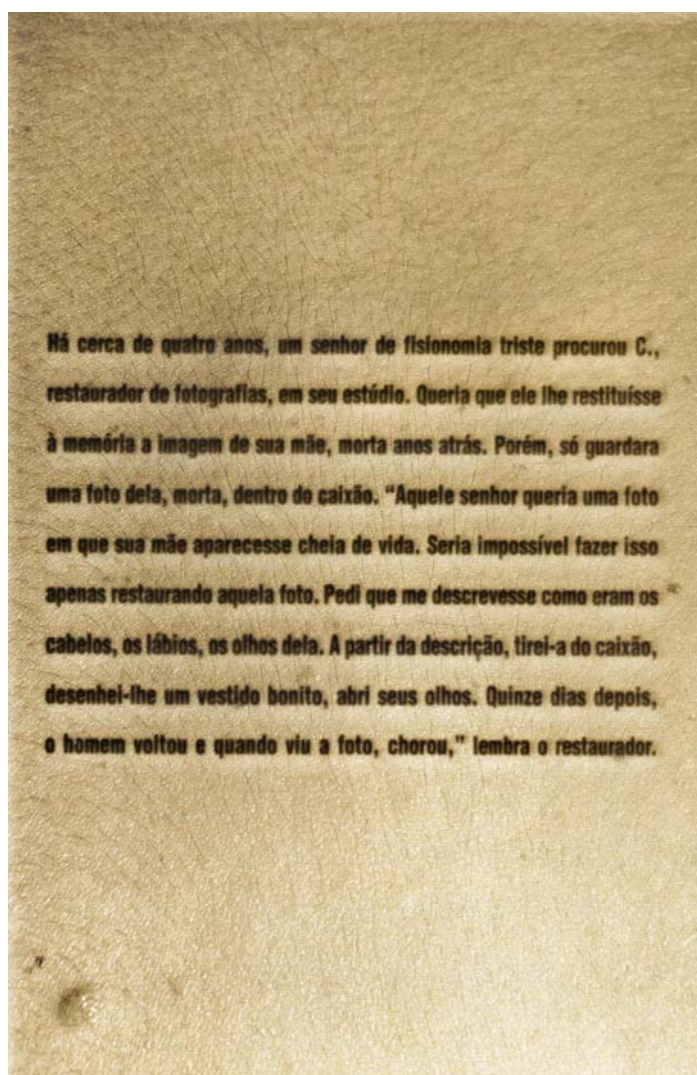 Há cerca de quatro anos, um senhor de fisionomia triste procurou C.,
restaurador de fotografias, em seu estúdio. Queria que ele lhe restituísse
à memória a imagem de sua mãe, morta anos atrás. Porém, só guardara
uma foto dela, morta, dentro do caixão. “Aquele senhor queria uma foto
em que sua mãe aparecesse cheia de vida. Seria impossível fazer isso
apenas restaurando aquela foto. Pedi que me descrevesse como eram os
cabelos, os lábios, os olhos dela. A partir da descrição, tirei-a do caixão,
desenhei-lhe um vestido bonito, abri seus olhos. Quinze dias depois,
o homem voltou e quando viu a foto, chorou,” lembra o restaurador.